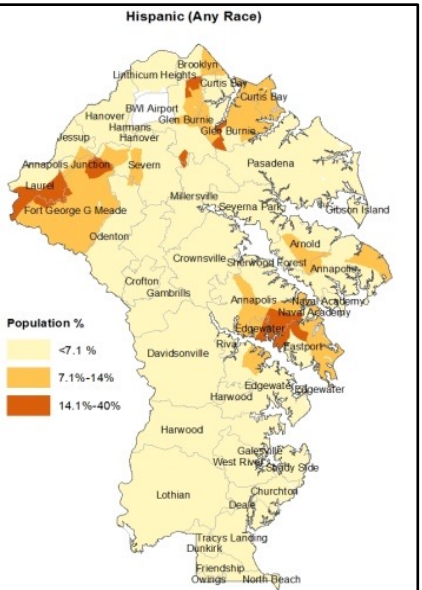 Hispanic (Any Race)
Brooklyn
Linthicum Heights
Curtis Bay
Curtis Bay
BWI Airport
Hanover
Glen Burnie
Harmans
Glen Burnie
Jessup
Hanover
Annapolis Junction
Severn
Pasadena
Laurel
Millersville
Fort George G Meade
Severna Park
Gibson Island
Odenton
Arnold
Crownsville
Sherwood Forest
Annapolis
Crofton
Gambrills
Annapolis
Naval Academy
Naval Academy
Population %
Edgewater
<7.1 %
Riva
Eastport
Davidsonville
7.1%-14%
Edgewater
Edgewater
Harwood
14.1%-40%
Harwood
Galesville
West River
Shady Side
Lothian
Churchton
Deale
Tracys Landing
Dunkirk
Friendship
Owings
North Beach